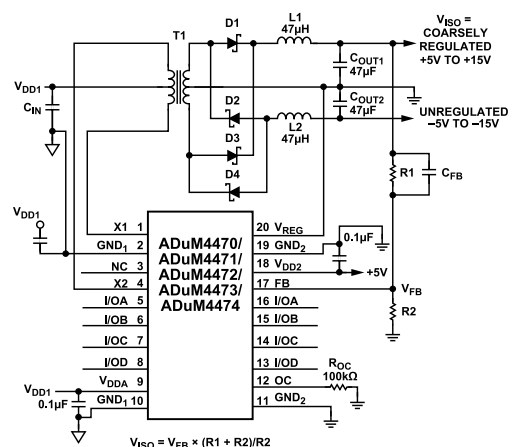 T1
D1
L1
47µH
V_ISO =
COARSELY
REGULATED
+5V TO +15V
C_OUT1
47µF
V_DD1
C_IN
D2
C_OUT2
47µF
UNREGULATED
–5V TO –15V
L2
47µH
D3
D4
R1
C_FB
V_DD1
X1 1
GND_1 2
NC 3
X2 4
I/OA 5
I/OB 6
I/OC 7
I/OD 8
V_DDA 9
GND_1 10
ADuM4470/
ADuM4471/
ADuM4472/
ADuM4473/
ADuM4474
20 V_REG
19 GND_2
18 V_DD2
17 FB
16 I/OA
15 I/OB
14 I/OC
13 I/OD
12 OC
11 GND_2
0.1µF
+5V
V_FB
R2
R_OC
100kΩ
V_DD1
0.1µF
V_ISO = V_FB × (R1 + R2)/R2